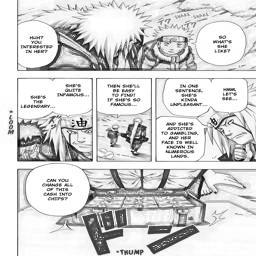 SO
WHAT'S
SHE
LIKE?
HUH?
YOU
INTERESTED
IN HER?
HMM,
LET'S
SEE...
IN ONE
SENTENCE,
SHE'S
KINDA
UNPLEASANT...
AND SHE'S
ADDICTED
TO GAMBLING,
AND HER
FACE IS WELL
KNOWN IN
NUMEROUS
LANDS.
THEN SHE'LL
BE EASY
TO FIND!
IF SHE'S SO
FAMOUS...
SHE'S
QUITE
INFAMOUS...
SHE'S
THE
LEGENDARY...
油
*LOOM
CAN YOU
CHANGE ALL
OF THIS
CASH INTO
CHIPS?
*THUMP